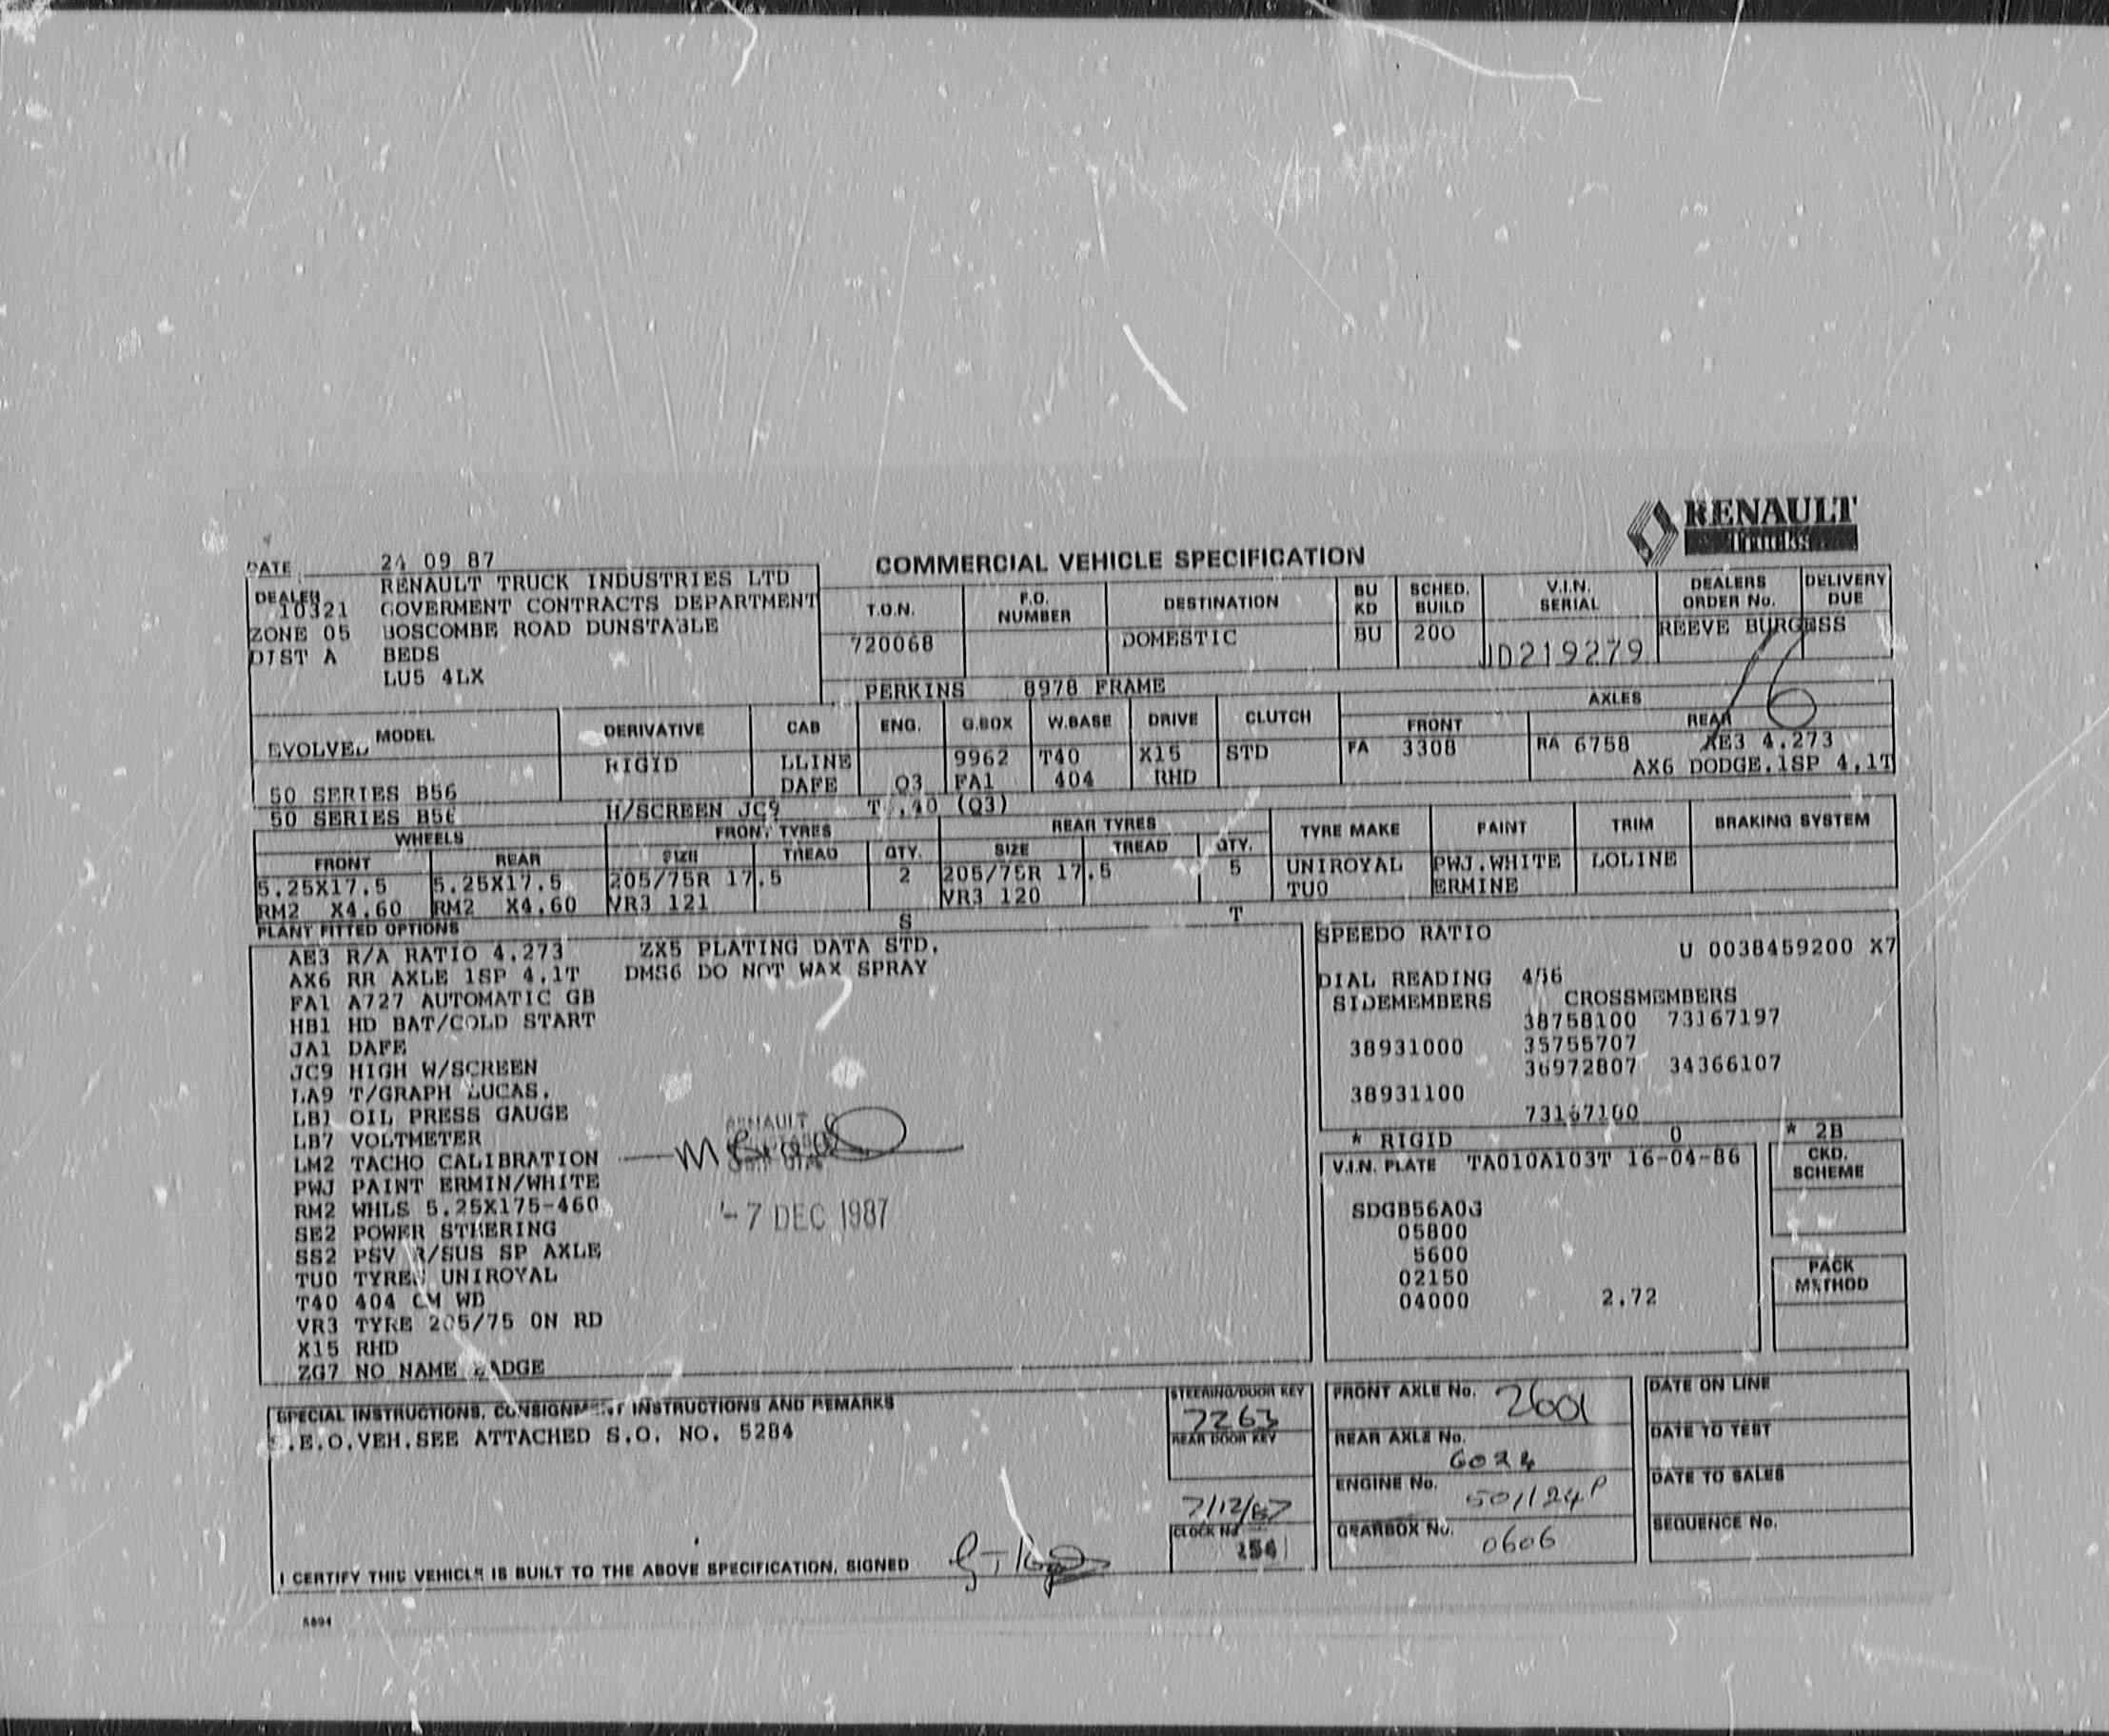 RENAULT
Trucks
DATE 24 09 87
COMMERCIAL VEHICLE SPECIFICATION
DEALER 10321
ZONE 05
DIST A
RENAULT TRUCK INDUSTRIES LTD
GOVERMENT CONTRACTS DEPARTMENT
BOSCOMBE ROAD DUNSTABLE
BEDS
LU5 4LX
T.O.N. F.O. NUMBER DESTINATION BU KD SCHED. BUILD V.I.N. SERIAL DEALERS ORDER No. DELIVERY DUE
720068 DOMESTIC BU 200 JD219279 REEVE BURGESS
16
PERKINS 8978 FRAME
MODEL DERIVATIVE CAB ENG. G.BOX W.BASE DRIVE CLUTCH AXLES
FRONT REAR
EVOLVED RIGID LLINE 9962 T40 X15 STD FA 3308 RA 6758 AE3 4.273
50 SERIES B56 DAFE Q3 FA1 404 RHD AX6 DODGE.1SP 4.1T
50 SERIES B56 H/SCREEN JC9 .40 (Q3)
WHEELS FRONT TYRES REAR TYRES TYRE MAKE PAINT TRIM BRAKING SYSTEM
FRONT REAR SIZE TREAD QTY. SIZE TREAD QTY.
5.25X17.5 5.25X17.5 205/75R 17.5 2 205/75R 17.5 5 UNIROYAL PWJ.WHITE LOLINE
RM2 X4.60 RM2 X4.60 VR3 121 VR3 120 TU0 ERMINE
S T
PLANT FITTED OPTIONS
AE3 R/A RATIO 4.273 ZX5 PLATING DATA STD.
AX6 RR AXLE 1SP 4.1T DMS6 DO NOT WAX SPRAY
FA1 A727 AUTOMATIC GB
HB1 HD BAT/COLD START
JA1 DAFE
JC9 HIGH W/SCREEN
LA9 T/GRAPH LUCAS.
LB1 OIL PRESS GAUGE
LB7 VOLTMETER
LM2 TACHO CALIBRATION
PWJ PAINT ERMIN/WHITE
RM2 WHLS 5.25X175-460
SE2 POWER STEERING
SS2 PSV R/SUS SP AXLE
TU0 TYRES UNIROYAL
T40 404 CM WD
VR3 TYRE 205/75 ON RD
X15 RHD
ZG7 NO NAME BADGE
RENAULT
-7 DEC 1987
SPEEDO RATIO
U 0038459200 X7
DIAL READING
SIDEMEMBERS CROSSMEMBERS
38758100 73167197
38931000 35755707
36972807 34366107
38931100
73167100
* RIGID 0 * 2B
V.I.N. PLATE TA010A103T 16-04-86
SDGB56A0
05800
5600
02150
04000 2.72
CKD. SCHEME
PACK METHOD
SPECIAL INSTRUCTIONS, CONSIGNMENT INSTRUCTIONS AND REMARKS
.E.O.VEH.SEE ATTACHED S.O. NO. 5284
STEERING/DOOR KEY
7263
REAR DOOR KEY
7/12/87
CLOCK No
154
FRONT AXLE No. 2601
REAR AXLE No. 6024
ENGINE No. 501124P
GEARBOX No. 0606
DATE ON LINE
DATE TO TEST
DATE TO SALES
SEQUENCE No.
I CERTIFY THIS VEHICLE IS BUILT TO THE ABOVE SPECIFICATION, SIGNED
5894